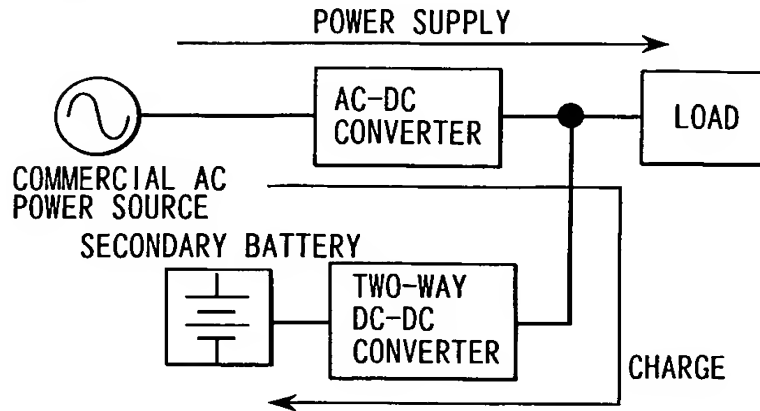 POWER SUPPLY
AC-DC
CONVERTER
LOAD
COMMERCIAL AC
POWER SOURCE
SECONDARY BATTERY
TWO-WAY
DC-DC
CONVERTER
CHARGE